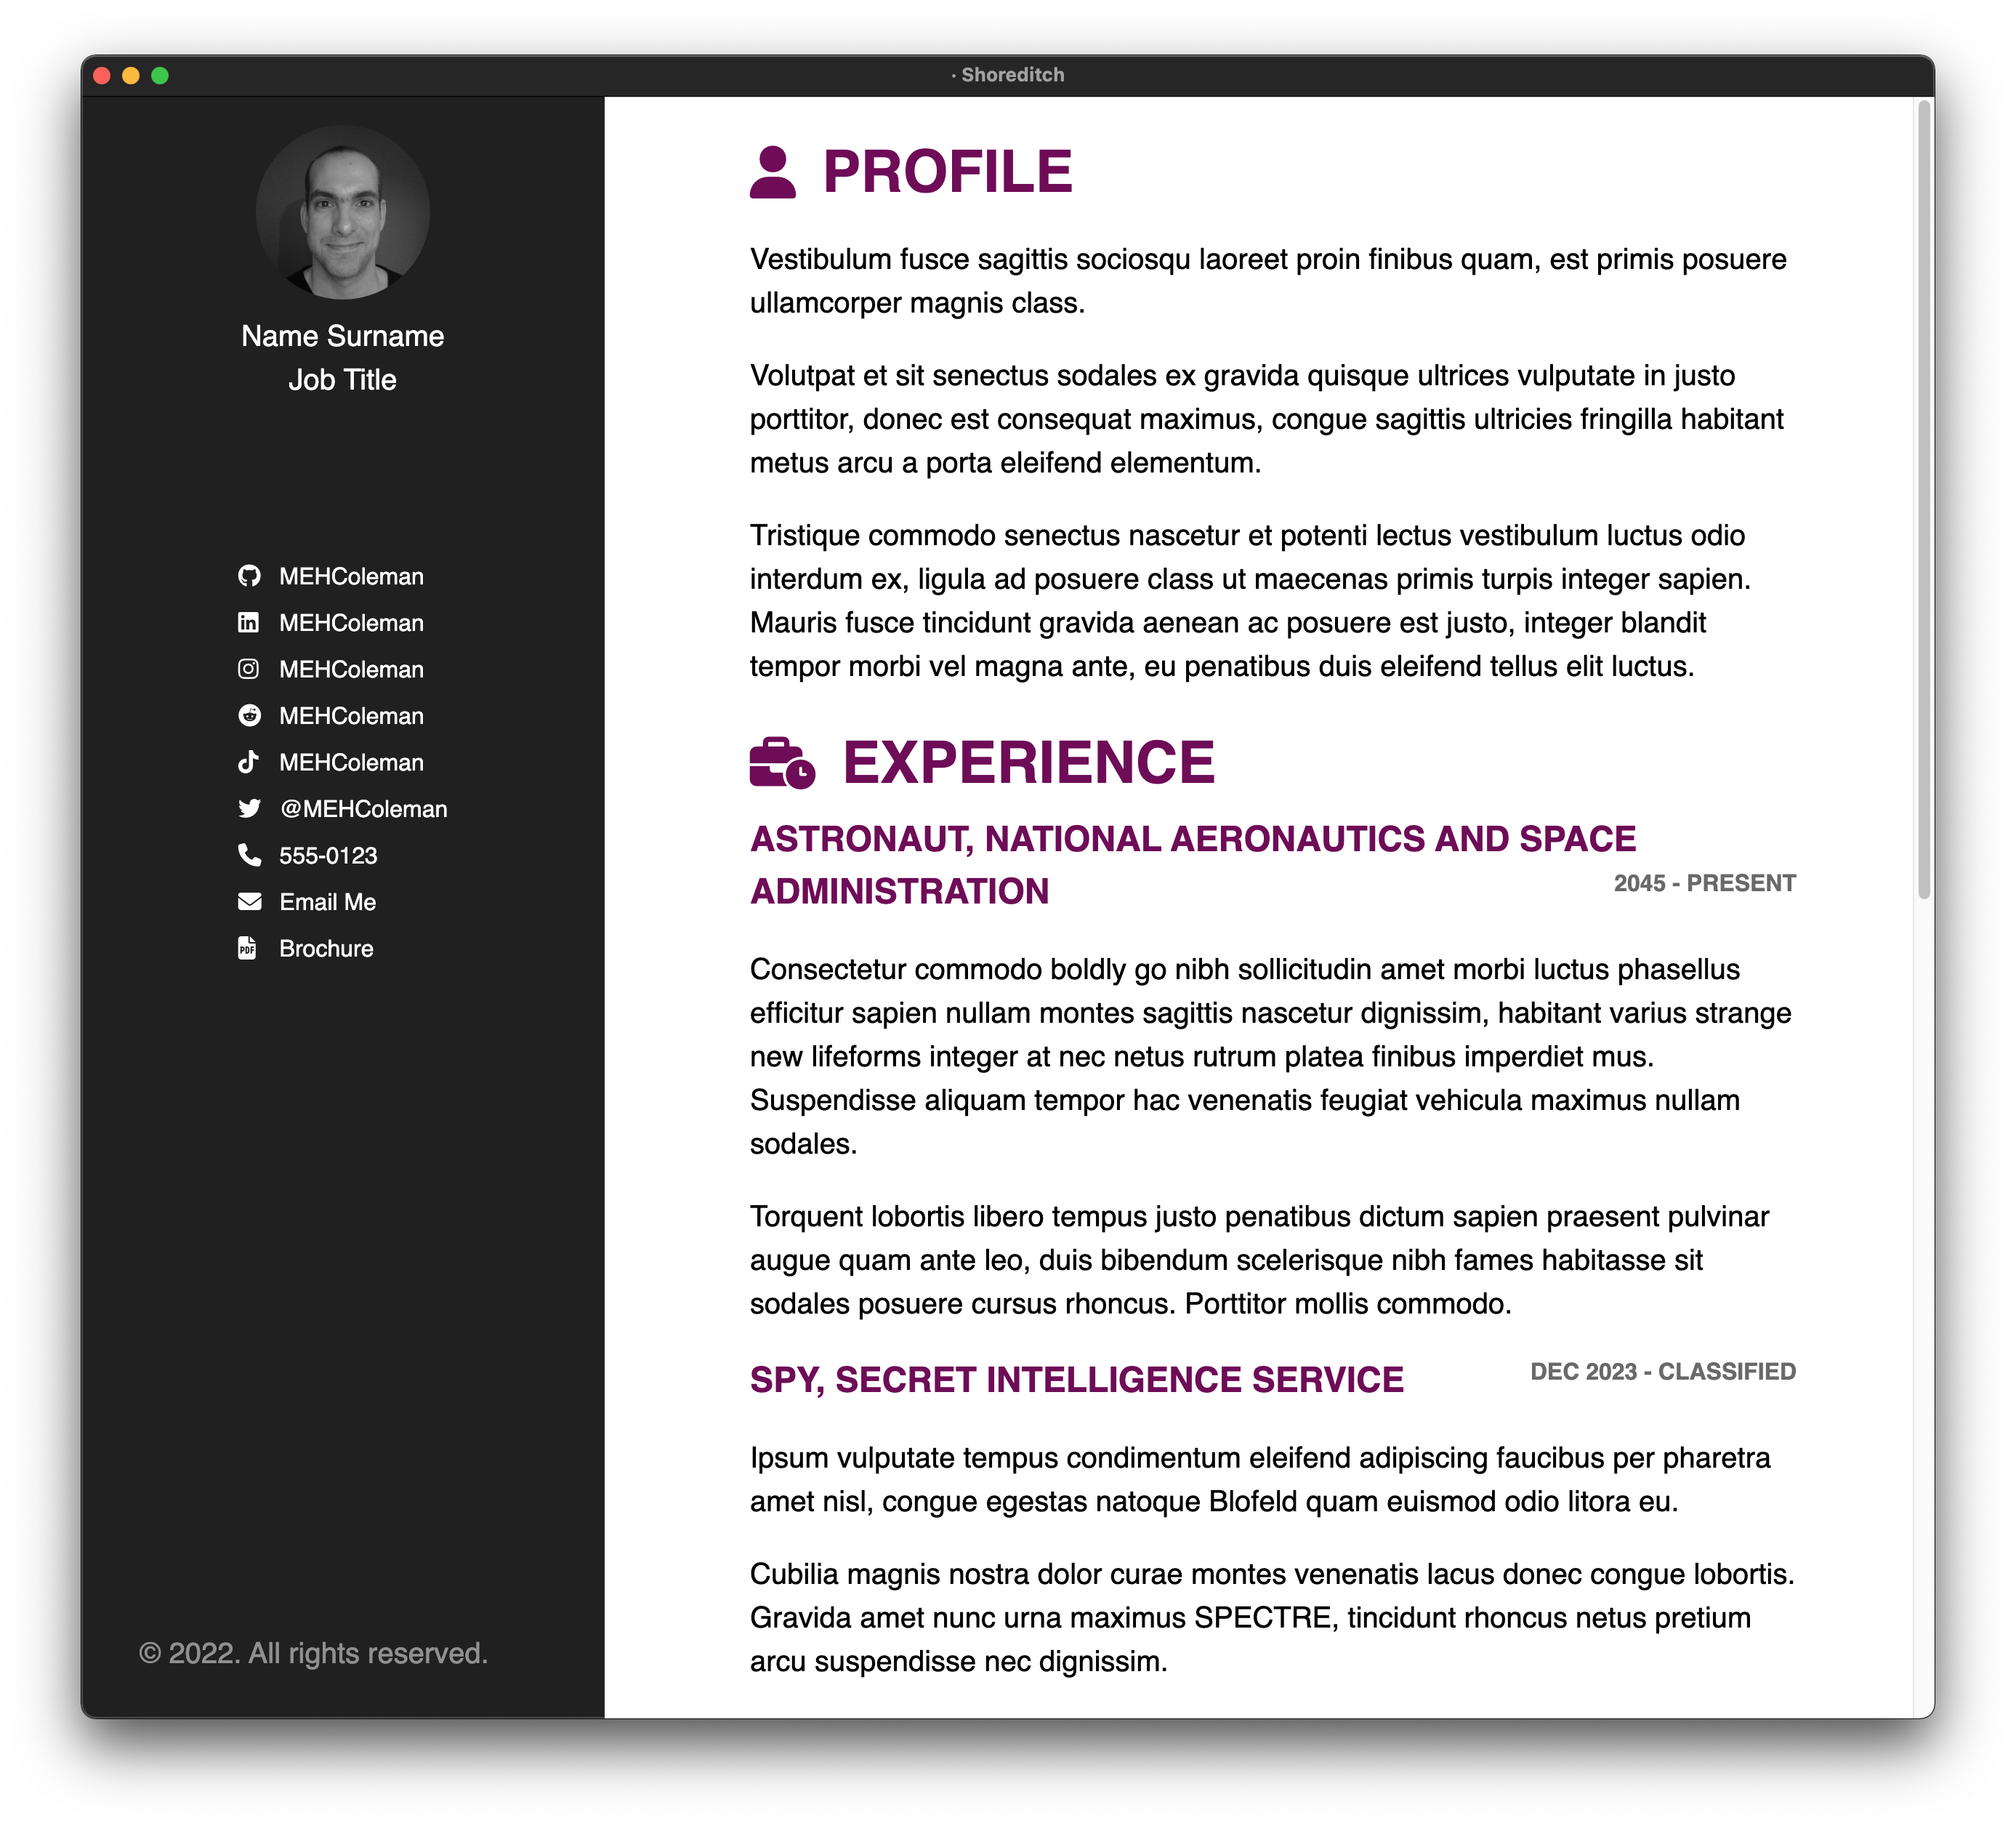 · Shoreditch
Name Surname
Job Title
MEHColeman
MEHColeman
MEHColeman
MEHColeman
MEHColeman
@MEHColeman
555-0123
Email Me
PDF Brochure
© 2022. All rights reserved.
PROFILE
Vestibulum fusce sagittis sociosqu laoreet proin finibus quam, est primis posuere
ullamcorper magnis class.
Volutpat et sit senectus sodales ex gravida quisque ultrices vulputate in justo
porttitor, donec est consequat maximus, congue sagittis ultricies fringilla habitant
metus arcu a porta eleifend elementum.
Tristique commodo senectus nascetur et potenti lectus vestibulum luctus odio
interdum ex, ligula ad posuere class ut maecenas primis turpis integer sapien.
Mauris fusce tincidunt gravida aenean ac posuere est justo, integer blandit
tempor morbi vel magna ante, eu penatibus duis eleifend tellus elit luctus.
EXPERIENCE
ASTRONAUT, NATIONAL AERONAUTICS AND SPACE
ADMINISTRATION
2045 - PRESENT
Consectetur commodo boldly go nibh sollicitudin amet morbi luctus phasellus
efficitur sapien nullam montes sagittis nascetur dignissim, habitant varius strange
new lifeforms integer at nec netus rutrum platea finibus imperdiet mus.
Suspendisse aliquam tempor hac venenatis feugiat vehicula maximus nullam
sodales.
Torquent lobortis libero tempus justo penatibus dictum sapien praesent pulvinar
augue quam ante leo, duis bibendum scelerisque nibh fames habitasse sit
sodales posuere cursus rhoncus. Porttitor mollis commodo.
SPY, SECRET INTELLIGENCE SERVICE
DEC 2023 - CLASSIFIED
Ipsum vulputate tempus condimentum eleifend adipiscing faucibus per pharetra
amet nisl, congue egestas natoque Blofeld quam euismod odio litora eu.
Cubilia magnis nostra dolor curae montes venenatis lacus donec congue lobortis.
Gravida amet nunc urna maximus SPECTRE, tincidunt rhoncus netus pretium
arcu suspendisse nec dignissim.